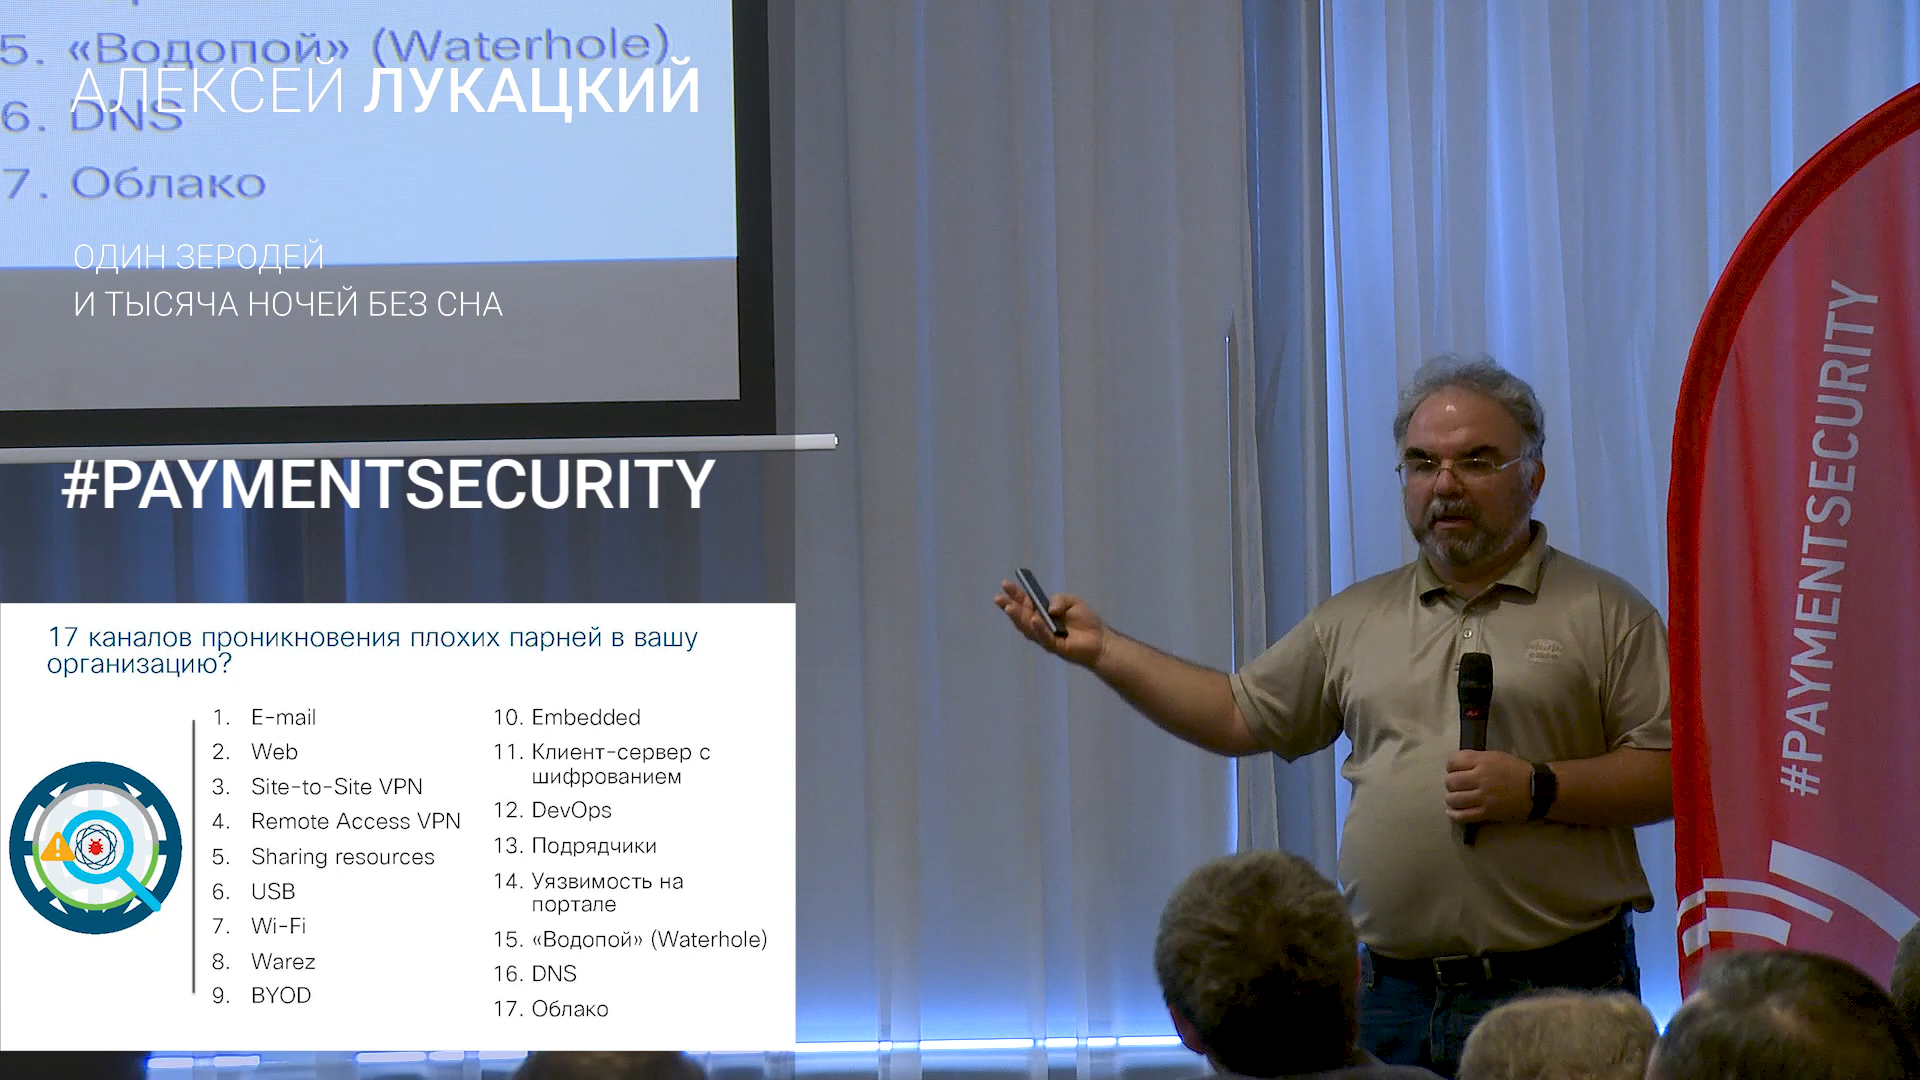 5. «Водопой» (Waterhole)
6. DNS
7. Облако
АЛЕКСЕЙ ЛУКАЦКИЙ
ОДИН ЗЕРОДЕЙ
И ТЫСЯЧА НОЧЕЙ БЕЗ СНА
#PAYMENTSECURITY
17 каналов проникновения плохих парней в вашу
организацию?
1. E-mail
2. Web
3. Site-to-Site VPN
4. Remote Access VPN
5. Sharing resources
6. USB
7. Wi-Fi
8. Warez
9. BYOD
10. Embedded
11. Клиент-сервер с
шифрованием
12. DevOps
13. Подрядчики
14. Уязвимость на
портале
15. «Водопой» (Waterhole)
16. DNS
17. Облако
#PAYMENTSECURITY